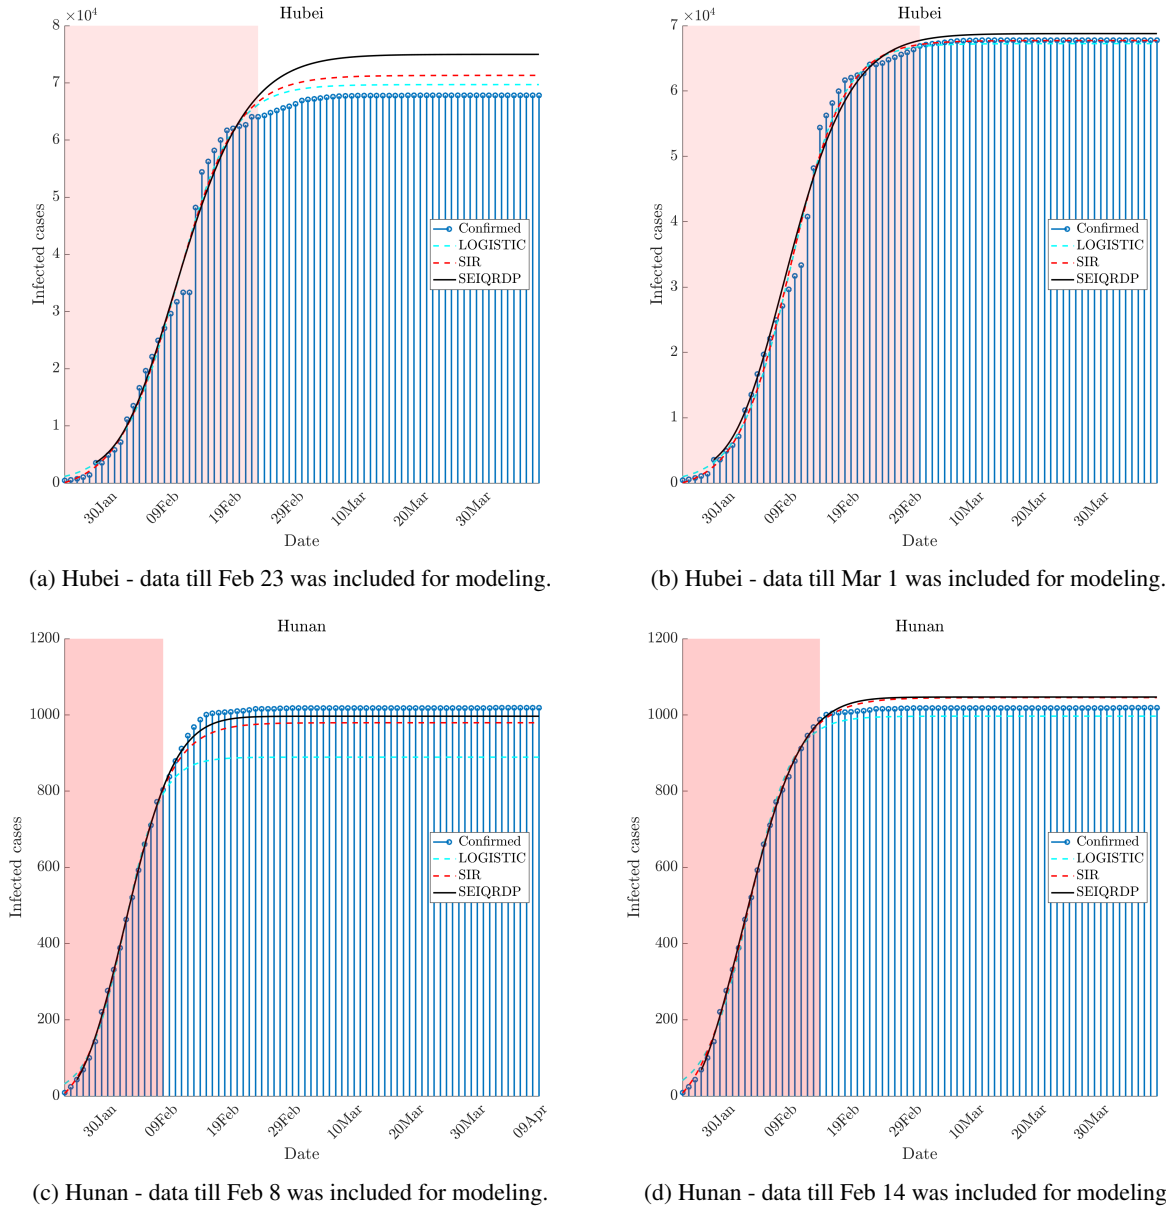 Hubei
×10⁴
8
7
6
5
4
3
2
1
0
Infected cases
Confirmed
LOGISTIC
SIR
SEIQRDP
30Jan 09Feb 19Feb 29Feb 10Mar 20Mar 30Mar
Date
(a) Hubei - data till Feb 23 was included for modeling.
Hubei
×10⁴
7
6
5
4
3
2
1
0
Infected cases
Confirmed
LOGISTIC
SIR
SEIQRDP
30Jan 09Feb 19Feb 29Feb 10Mar 20Mar 30Mar
Date
(b) Hubei - data till Mar 1 was included for modeling.
Hunan
1200
1000
800
600
400
200
0
Infected cases
Confirmed
LOGISTIC
SIR
SEIQRDP
30Jan 09Feb 19Feb 29Feb 10Mar 20Mar 30Mar 09Apr
Date
(c) Hunan - data till Feb 8 was included for modeling.
Hunan
1200
1000
800
600
400
200
0
Infected cases
Confirmed
LOGISTIC
SIR
SEIQRDP
30Jan 09Feb 19Feb 29Feb 10Mar 20Mar 30Mar
Date
(d) Hunan - data till Feb 14 was included for modeling